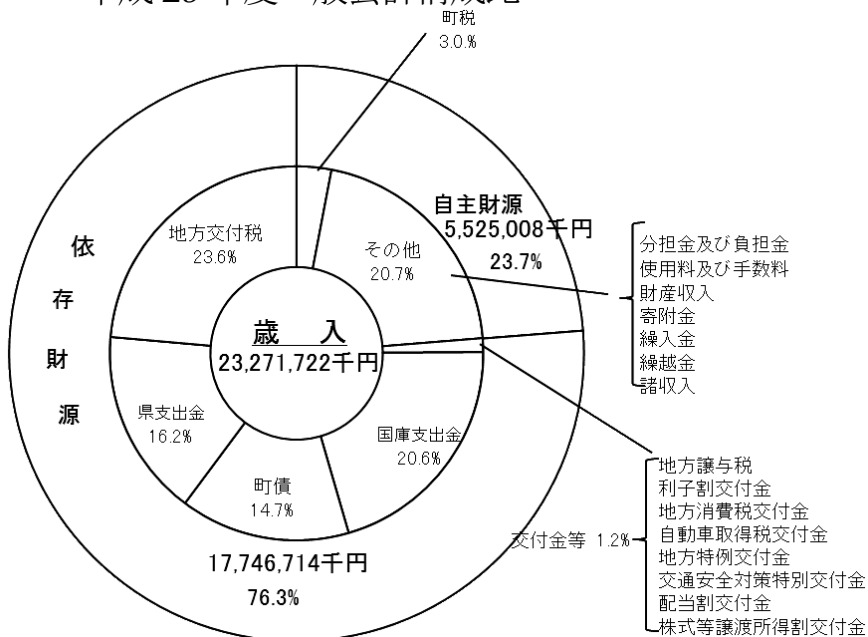 町税
3.0.%
自主財源
5,525,008千円
23.7%
依
存
財
源
地方交付税
23.6%
その他
20.7%
分担金及び負担金
使用料及び手数料
財産収入
寄附金
繰入金
繰越金
諸収入
歳 入
23,271,722千円
県支出金
16.2%
国庫支出金
20.6%
町債
14.7%
17,746,714千円
76.3%
交付金等 1.2%
地方譲与税
利子割交付金
地方消費税交付金
自動車取得税交付金
地方特例交付金
交通安全対策特別交付金
配当割交付金
株式等譲渡所得割交付金